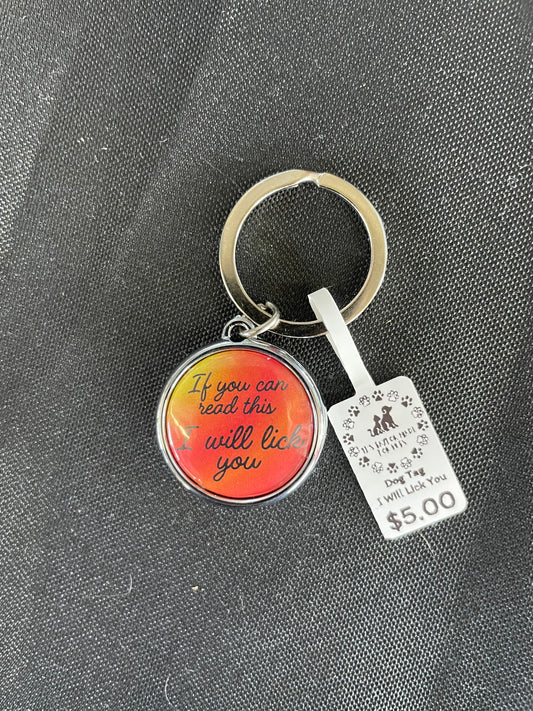 If you can
read this
I will lick
you
Dog Tag
I Will Lick You
$5.00